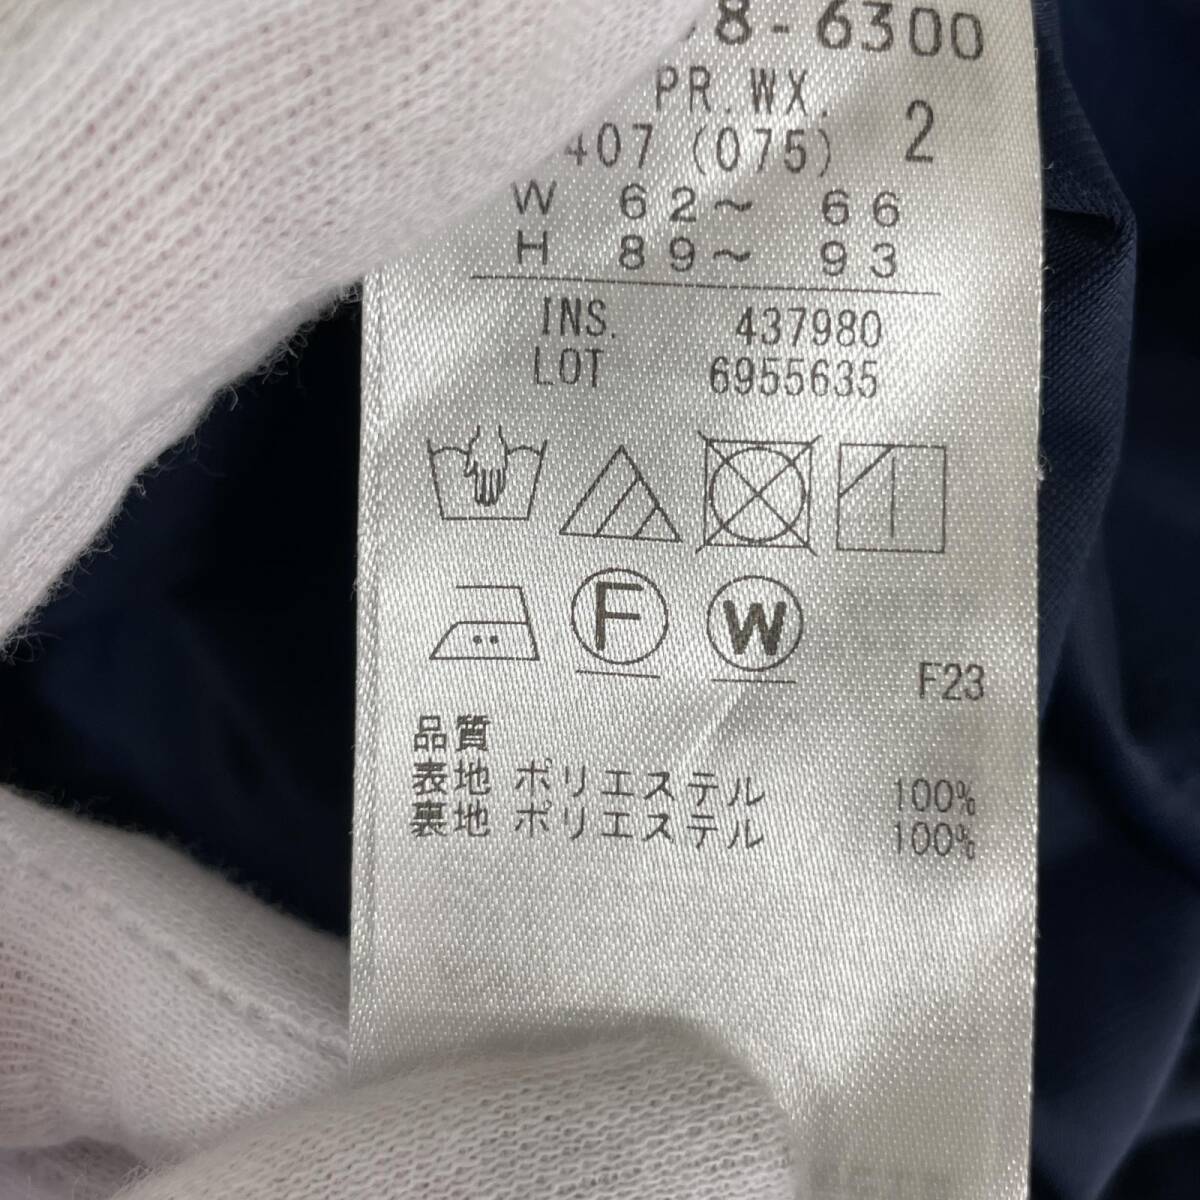 8-6300
PR.WX.
407 (075) 2
W 62～ 66
H 89～ 93
INS. 437980
LOT 6955635
F
W
F23
品質
表地 ポリエステル 100%
裏地 ポリエステル 100%